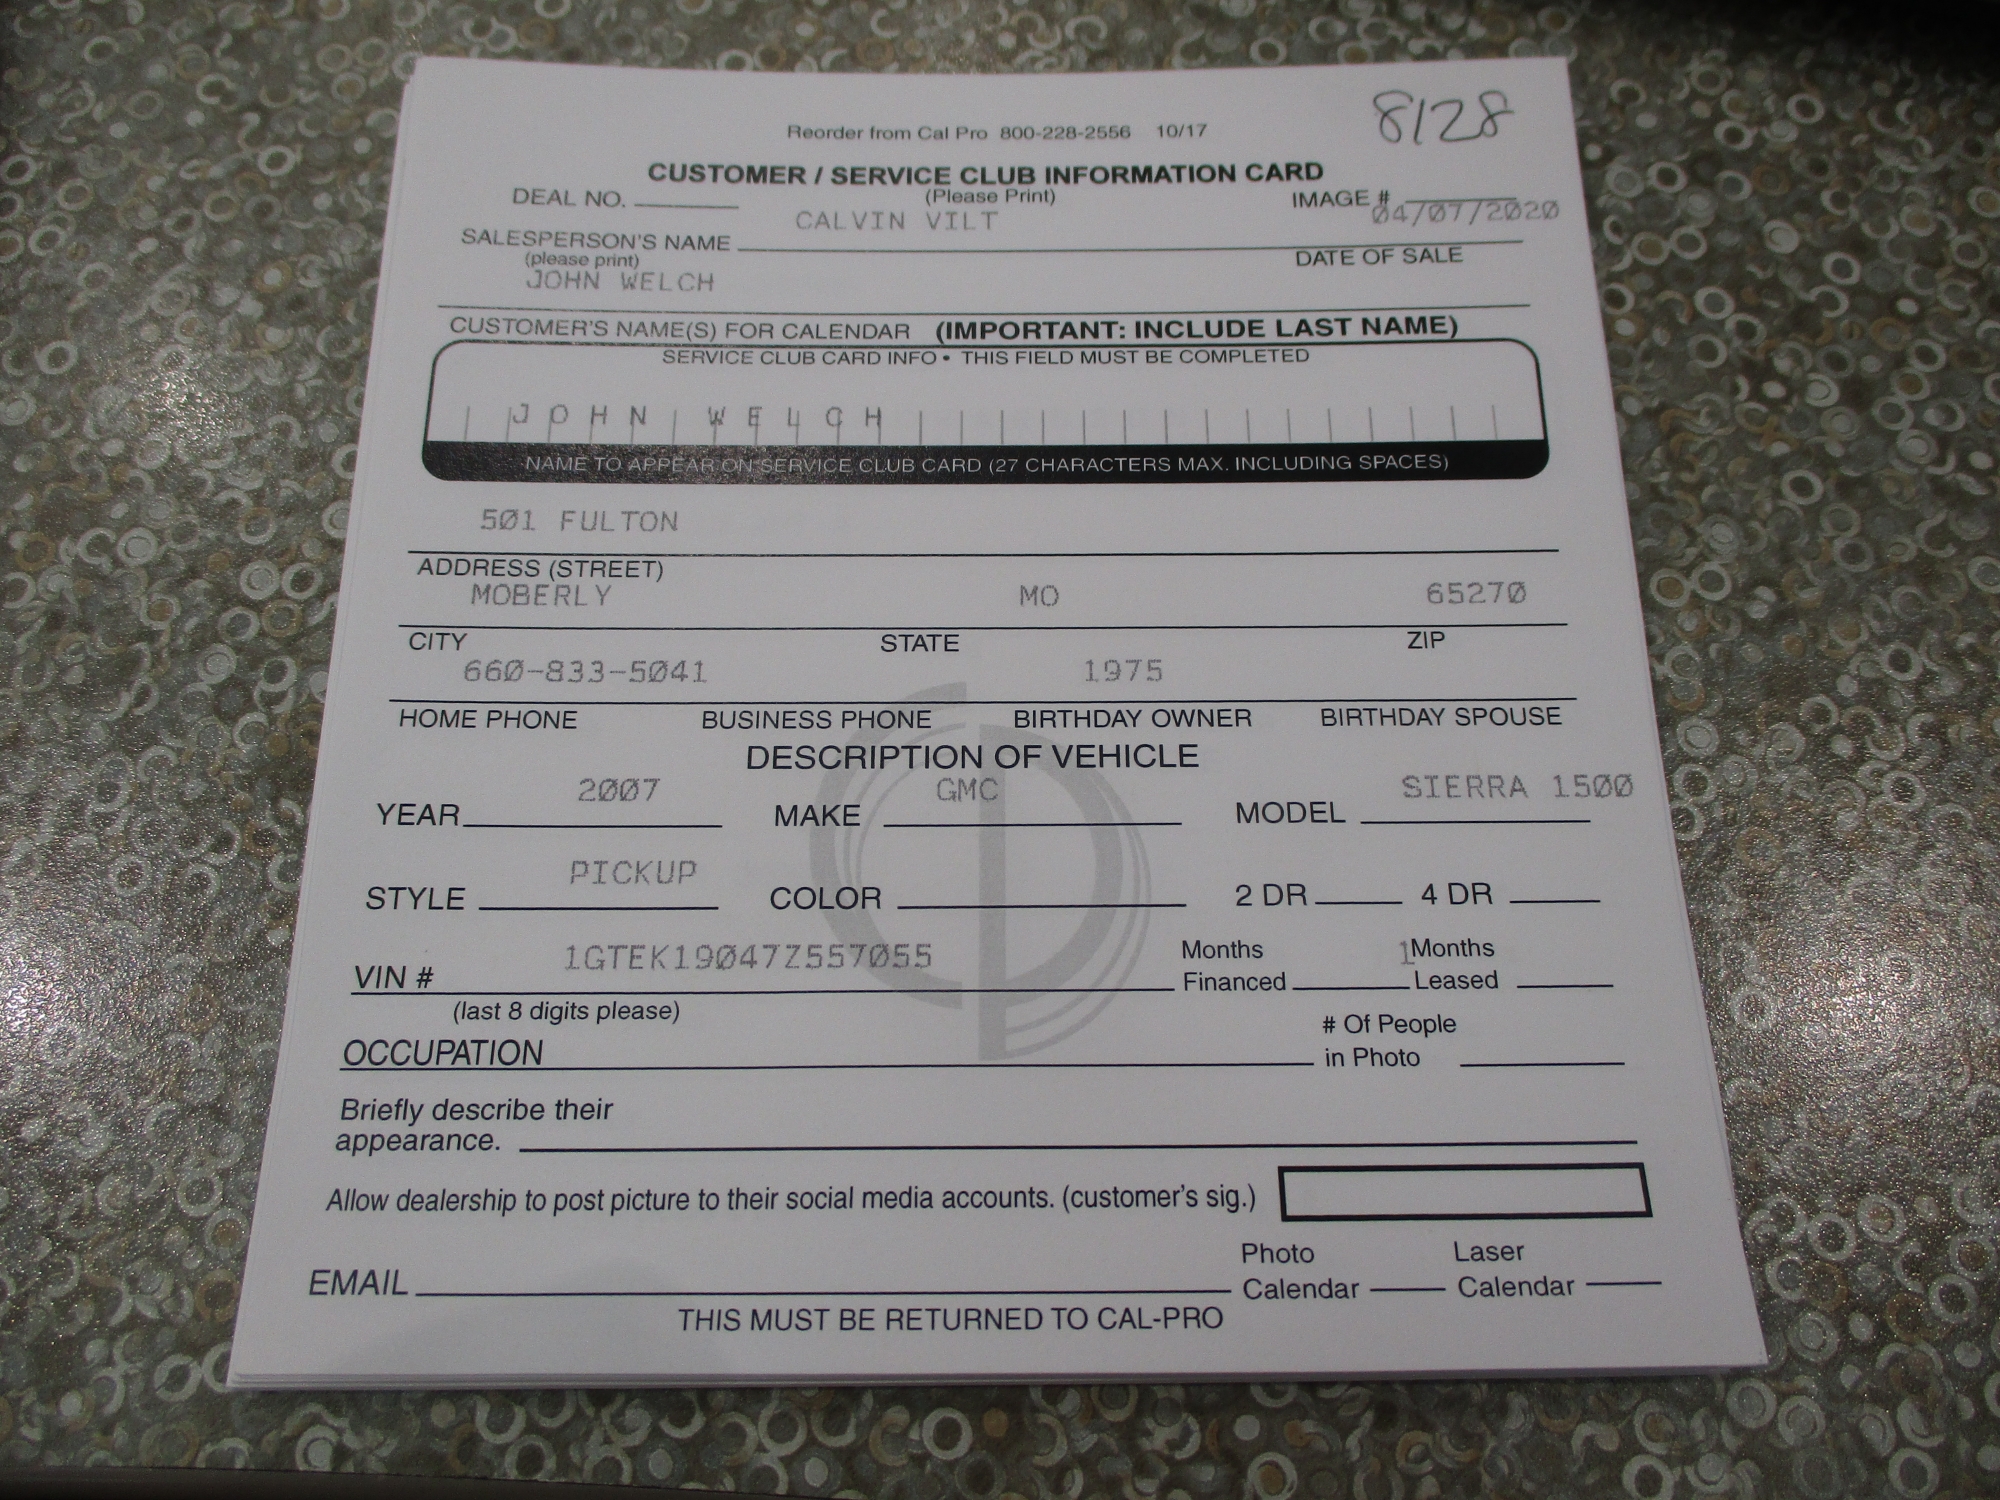 8128
Reorder from Cal Pro 800-228-2556 10/17
CUSTOMER / SERVICE CLUB INFORMATION CARD
DEAL NO. (Please Print) IMAGE #
CALVIN VILT 04/07/2020
SALESPERSON'S NAME
(please print) DATE OF SALE
JOHN WELCH
CUSTOMER'S NAME(S) FOR CALENDAR (IMPORTANT: INCLUDE LAST NAME)
SERVICE CLUB CARD INFO • THIS FIELD MUST BE COMPLETED
JOHN WELCH
NAME TO APPEAR ON SERVICE CLUB CARD (27 CHARACTERS MAX. INCLUDING SPACES)
501 FULTON
ADDRESS (STREET)
MOBERLY MO 65270
CITY STATE ZIP
660-833-5041 1975
HOME PHONE BUSINESS PHONE BIRTHDAY OWNER BIRTHDAY SPOUSE
DESCRIPTION OF VEHICLE
2007 GMC SIERRA 1500
YEAR MAKE MODEL
PICKUP
STYLE COLOR 2 DR 4 DR
1GTEK19047Z557055 Months 1 Months
VIN # Financed Leased
(last 8 digits please)
# Of People
OCCUPATION in Photo
Briefly describe their
appearance.
Allow dealership to post picture to their social media accounts. (customer's sig.)
Photo Laser
EMAIL Calendar Calendar
THIS MUST BE RETURNED TO CAL-PRO